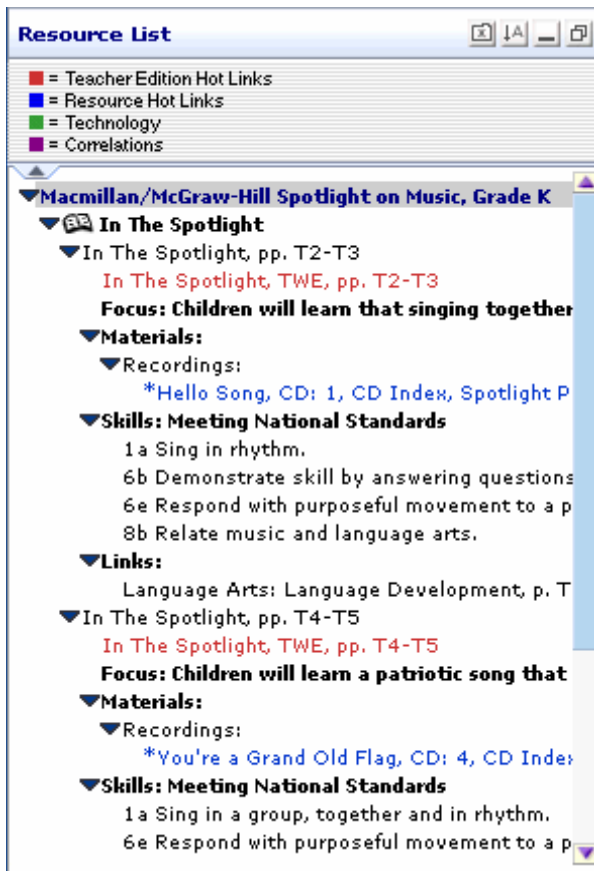 Resource List
= Teacher Edition Hot Links
= Resource Hot Links
= Technology
= Correlations
Macmillan/McGraw-Hill Spotlight on Music, Grade K
In The Spotlight
In The Spotlight, pp. T2-T3
In The Spotlight, TWE, pp. T2-T3
Focus: Children will learn that singing together
Materials:
Recordings:
*Hello Song, CD: 1, CD Index, Spotlight P
Skills: Meeting National Standards
1a Sing in rhythm.
6b Demonstrate skill by answering questions
6e Respond with purposeful movement to a p
8b Relate music and language arts.
Links:
Language Arts: Language Development, p. T
In The Spotlight, pp. T4-T5
In The Spotlight, TWE, pp. T4-T5
Focus: Children will learn a patriotic song that
Materials:
Recordings:
*You're a Grand Old Flag, CD: 4, CD Index
Skills: Meeting National Standards
1a Sing in a group, together and in rhythm.
6e Respond with purposeful movement to a p